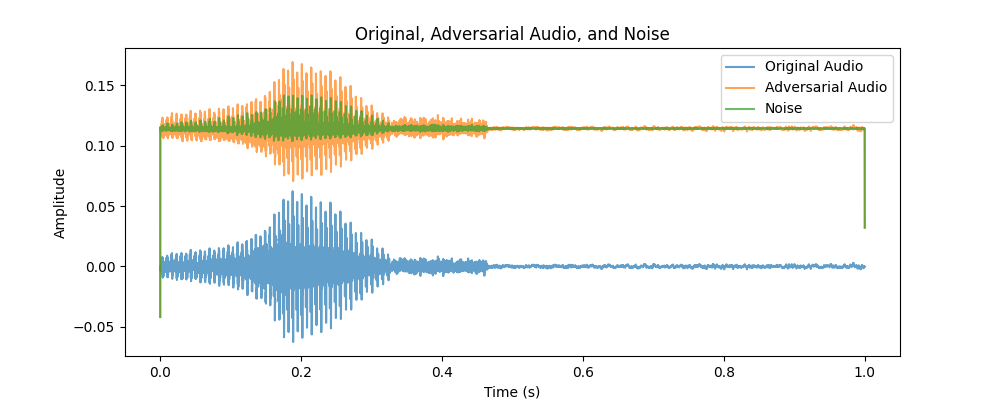 Original, Adversarial Audio, and Noise
Original Audio
Adversarial Audio
Noise
0.15
0.10
0.05
0.00
−0.05
Amplitude
0.0
0.2
0.4
0.6
0.8
1.0
Time (s)